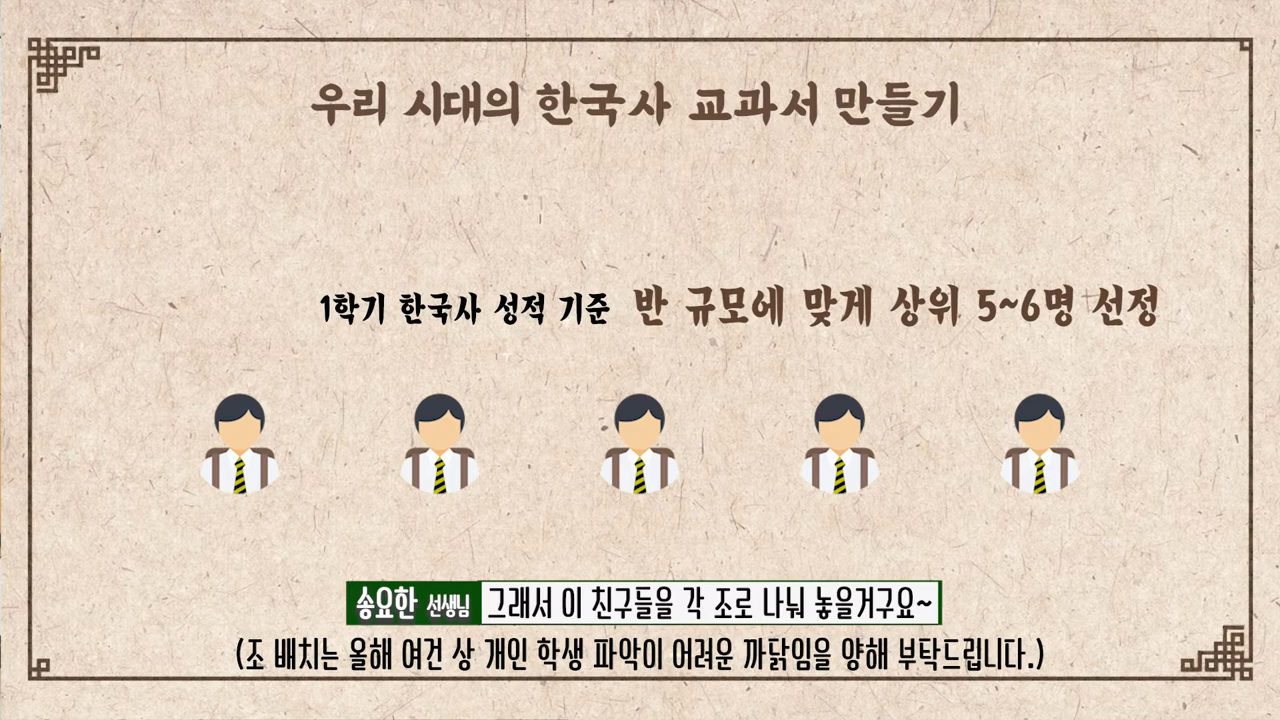 우리 시대의 한국사 교과서 만들기
1학기 한국사 성적 기준 반 규모에 맞게 상위 5~6명 선정
송요한 선생님 그래서 이 친구들을 각 조로 나눠 놓을거구요~
(조 배치는 올해 여건 상 개인 학생 파악이 어려운 까닭임을 양해 부탁드립니다.)